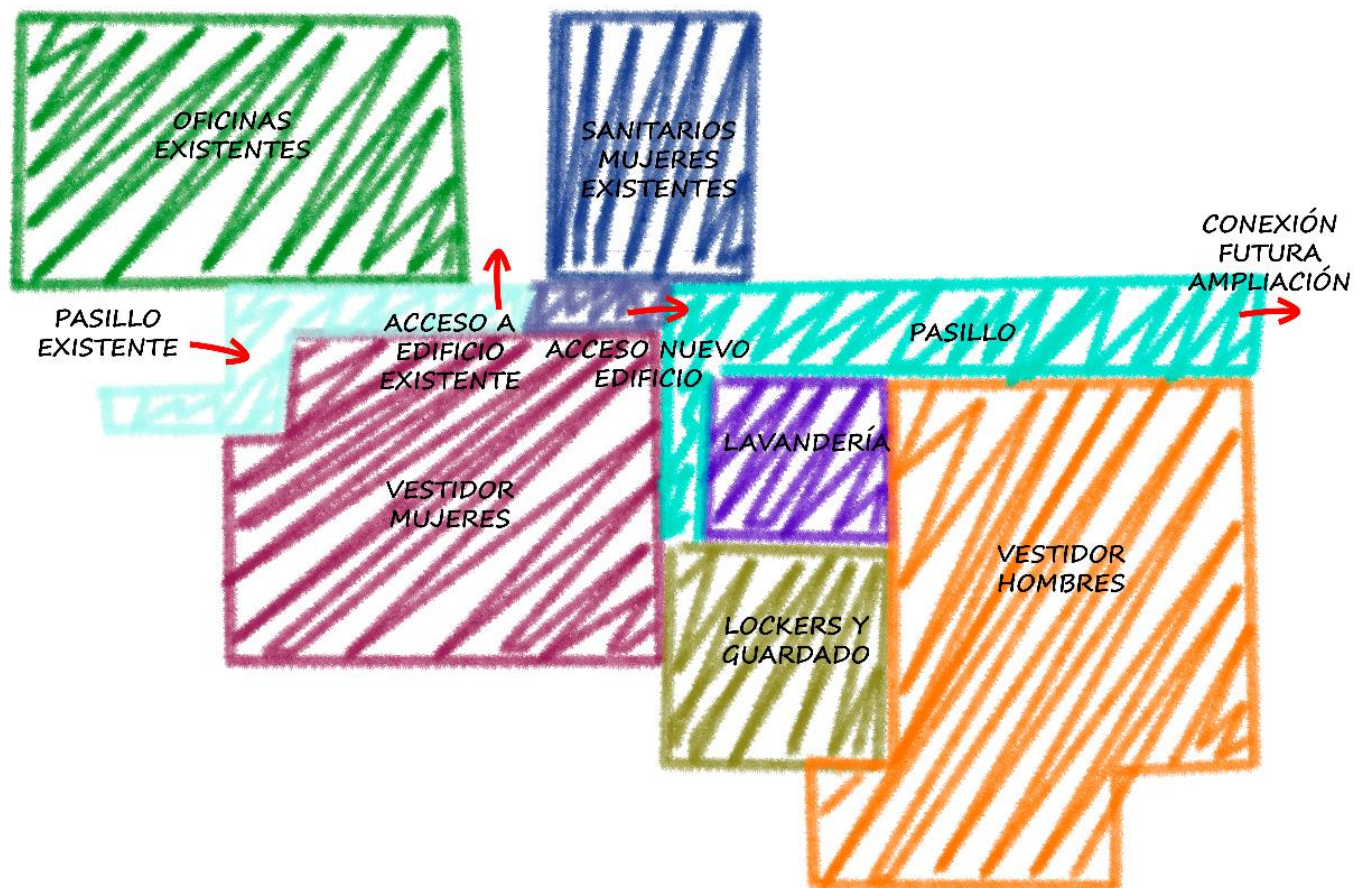 OFICINAS
EXISTENTES
SANITARIOS
MUJERES
EXISTENTES
CONEXIÓN
FUTURA
AMPLIACIÓN
PASILLO
EXISTENTE
ACCESO A
EDIFICIO
EXISTENTE
ACCESO NUEVO
EDIFICIO
PASILLO
LAVANDERÍA
VESTIDOR
MUJERES
VESTIDOR
HOMBRES
LOCKERS Y
GUARDADO